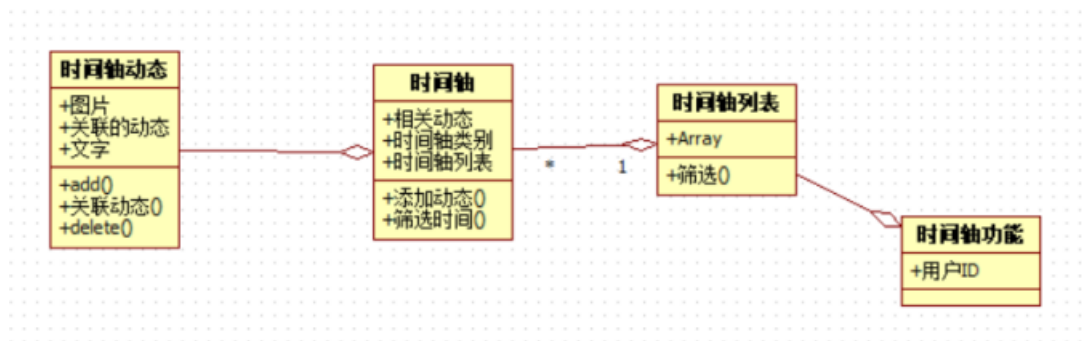 时间轴动态
+图片
+关联的动态
+文字
+add()
+关联动态()
+delete()
时间轴
+相关动态
+时间轴类别
+时间轴列表
+添加动态()
+筛选时间()
*
1
时间轴列表
+Array
+筛选()
时间轴功能
+用户ID